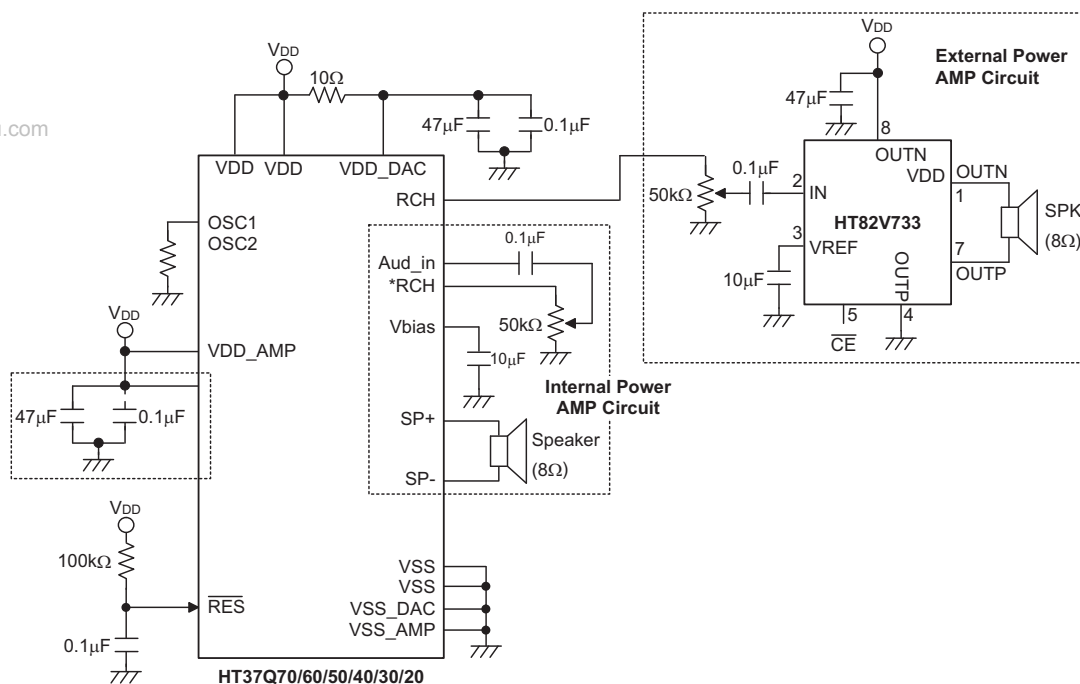 VDD
External Power
AMP Circuit
VDD
10Ω
47μF
.com
47μF
0.1μF
8
VDD
VDD
VDD_DAC
OUTN
VDD
RCH
50kΩ
0.1μF
2
IN
OUTN
1
SPK
(8Ω)
HT82V733
OSC1
OSC2
3
VREF
7
OUTP
0.1μF
Aud_in
*RCH
10μF
OUTP
Vbias
50kΩ
5
4
CE
VDD
VDD_AMP
10μF
Internal Power
AMP Circuit
47μF
0.1μF
SP+
Speaker
(8Ω)
SP-
VDD
100kΩ
VSS
VSS
RES
VSS_DAC
VSS_AMP
0.1μF
HT37Q70/60/50/40/30/20